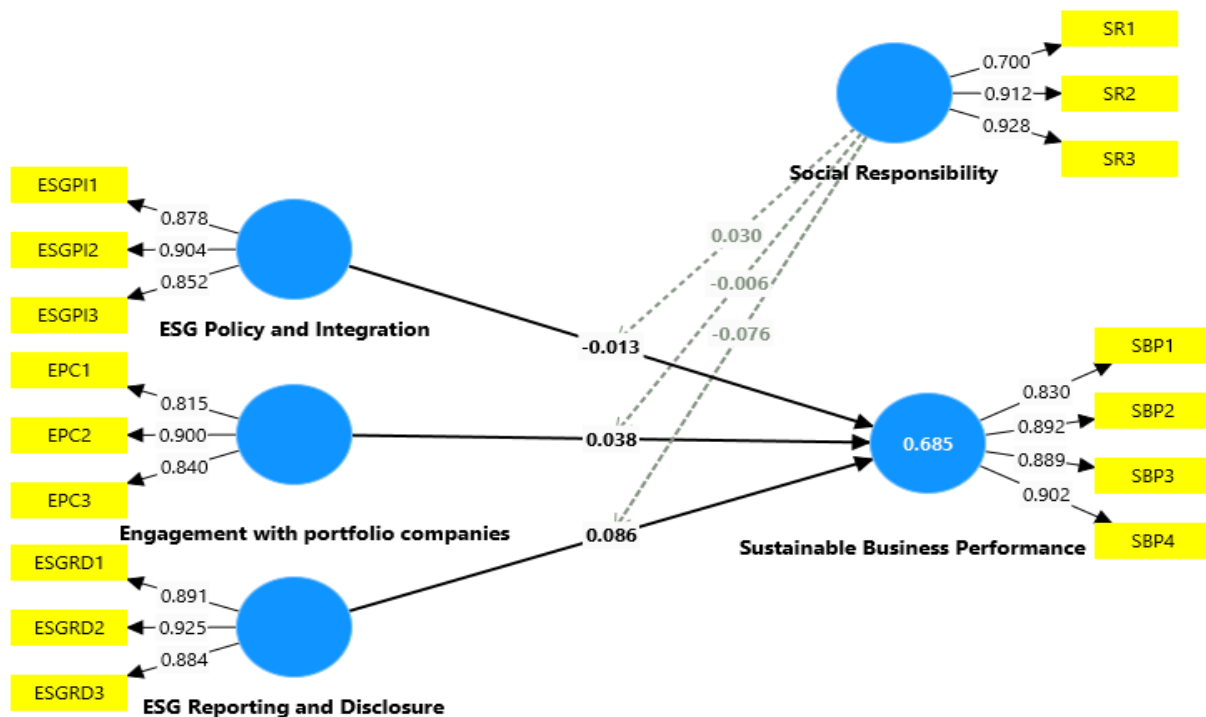 ESGPI1
0.878
ESGPI2
0.904
ESGPI3
0.852
ESG Policy and Integration
EPC1
0.815
EPC2
0.900
EPC3
0.840
Engagement with portfolio companies
ESGRD1
0.891
ESGRD2
0.925
ESGRD3
0.884
ESG Reporting and Disclosure
SR1
0.700
SR2
0.912
SR3
0.928
Social Responsibility
0.030
-0.006
-0.076
-0.013
0.038
0.086
0.685
SBP1
0.830
SBP2
0.892
SBP3
0.889
SBP4
0.902
Sustainable Business Performance